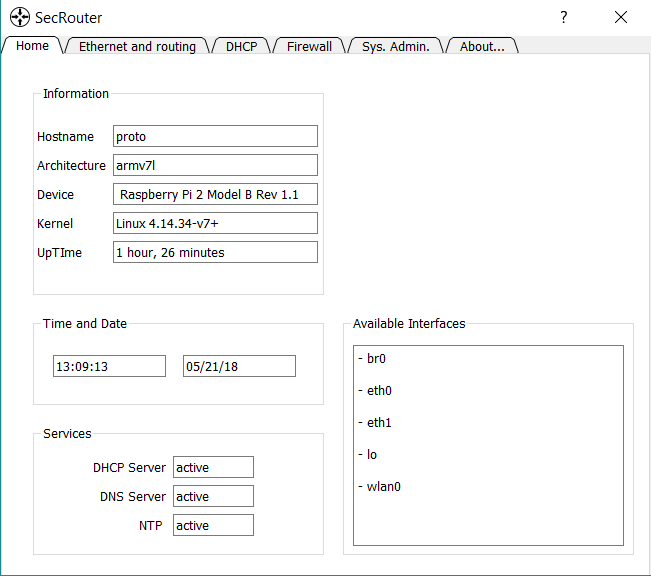 SecRouter ?
Home Ethernet and routing DHCP Firewall Sys. Admin. About...
Information
Hostname proto
Architecture armv7l
Device Raspberry Pi 2 Model B Rev 1.1
Kernel Linux 4.14.34-v7+
UpTIme 1 hour, 26 minutes
Time and Date
13:09:13 05/21/18
Services
DHCP Server active
DNS Server active
NTP active
Available Interfaces
- br0
- eth0
- eth1
- lo
- wlan0